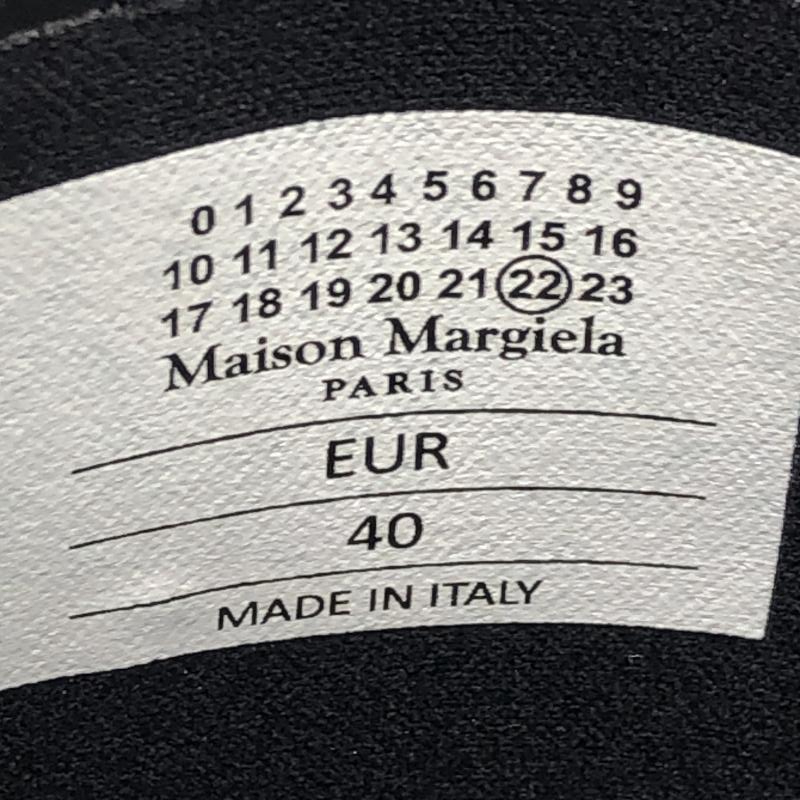 0 1 2 3 4 5 6 7 8 9
10 11 12 13 14 15 16
17 18 19 20 21 22 23
Maison Margiela
PARIS
EUR
40
MADE IN ITALY